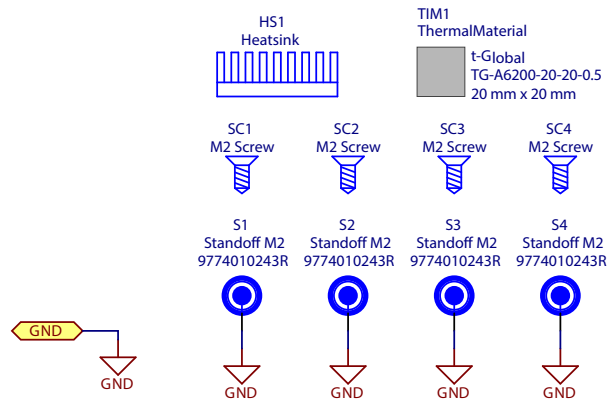 HS1
Heatsink
TIM1
ThermalMaterial
t-Global
TG-A6200-20-20-0.5
20 mm x 20 mm
SC1
M2 Screw
SC2
M2 Screw
SC3
M2 Screw
SC4
M2 Screw
S1
Standoff M2
9774010243R
S2
Standoff M2
9774010243R
S3
Standoff M2
9774010243R
S4
Standoff M2
9774010243R
GND
GND
GND
GND
GND
GND